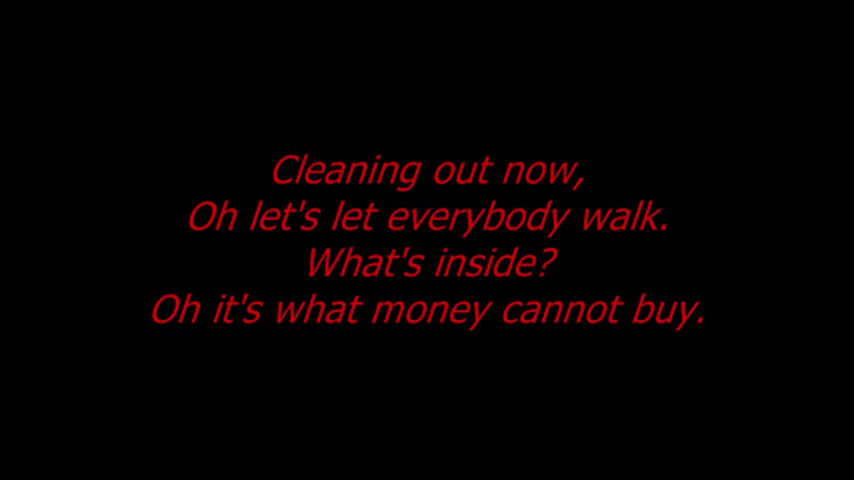 Cleaning out now,
Oh let's let everybody walk.
What's inside?
Oh it's what money cannot buy.